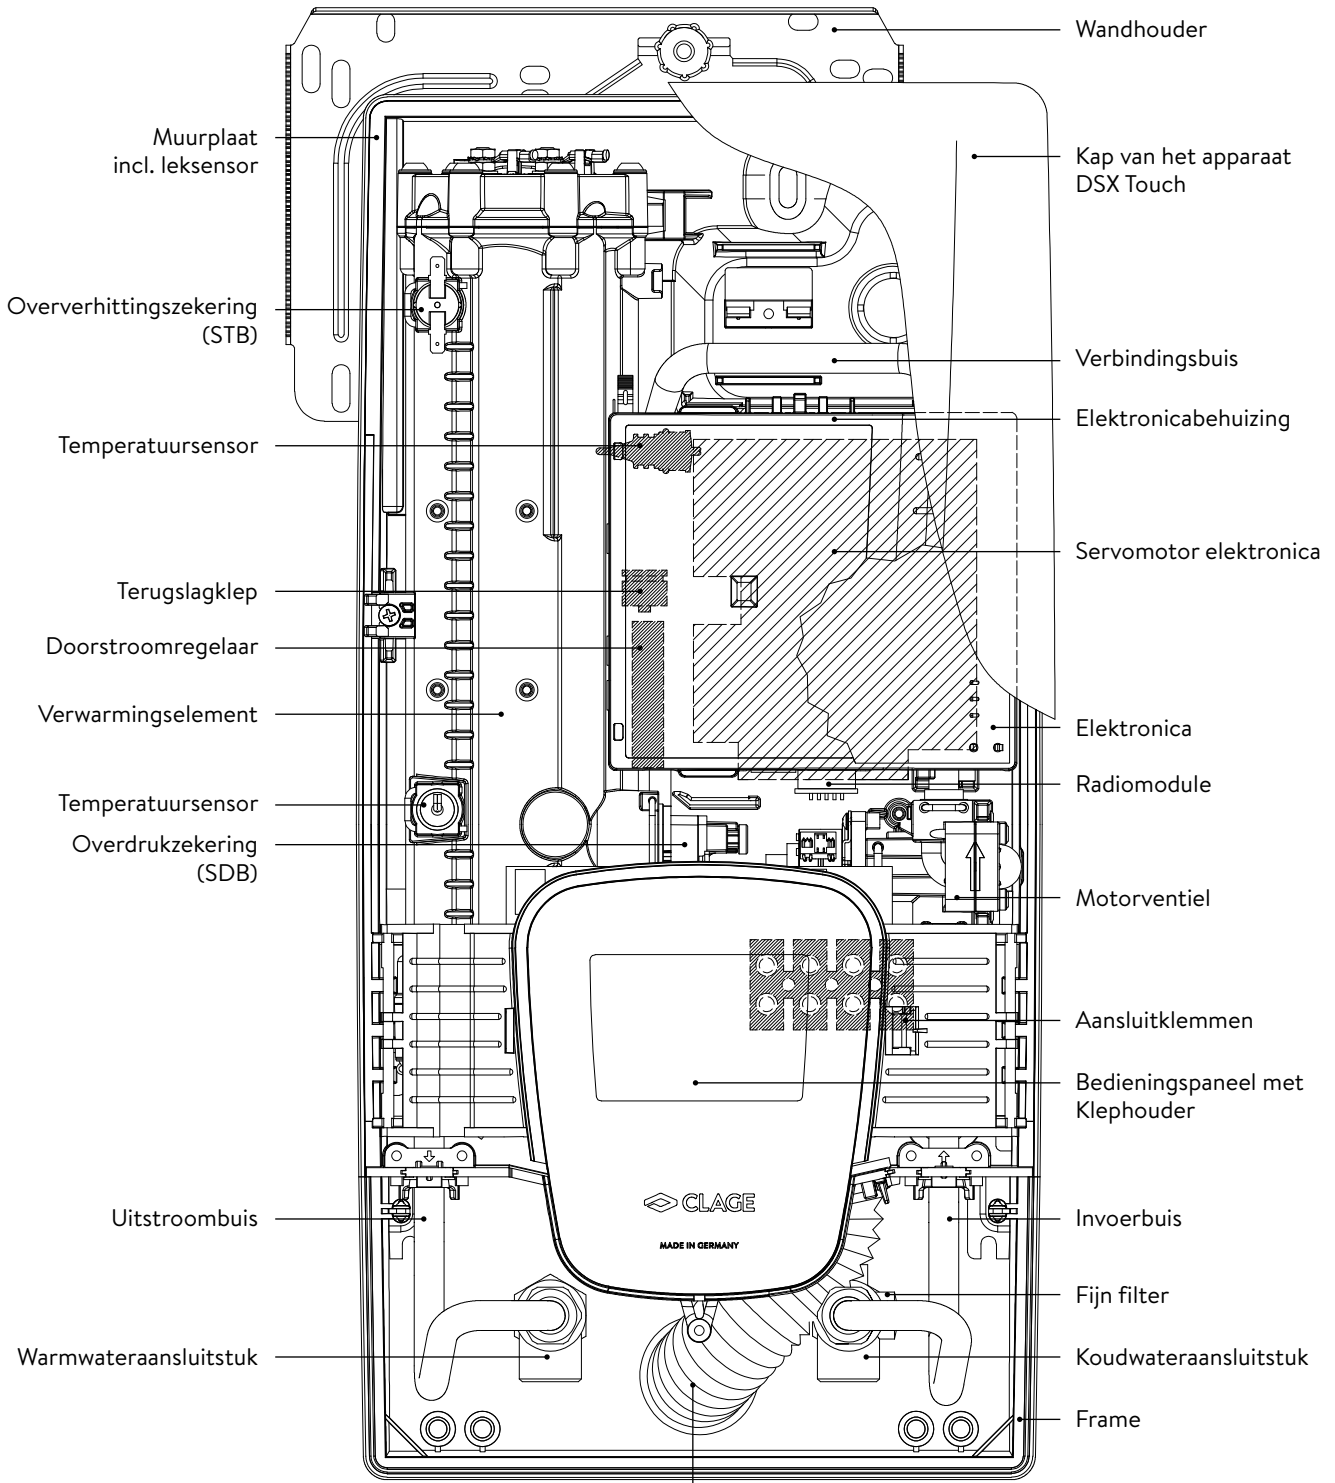 Wandhouder
Muurplaat
incl. leksensor
Kap van het apparaat
DSX Touch
Oververhittingszekering
(STB)
Verbindingsbuis
Elektronicabehuizing
Temperatuursensor
Servomotor elektronica
Terugslagklep
Doorstroomregelaar
Verwarmingselement
Elektronica
Radiomodule
Temperatuursensor
Overdrukzekering
(SDB)
Motorventiel
Aansluitklemmen
Bedieningspaneel met
Klephouder
CLAGE
MADE IN GERMANY
Uitstroombuis
Invoerbuis
Fijn filter
Warmwateraansluitstuk
Koudwateraansluitstuk
Frame